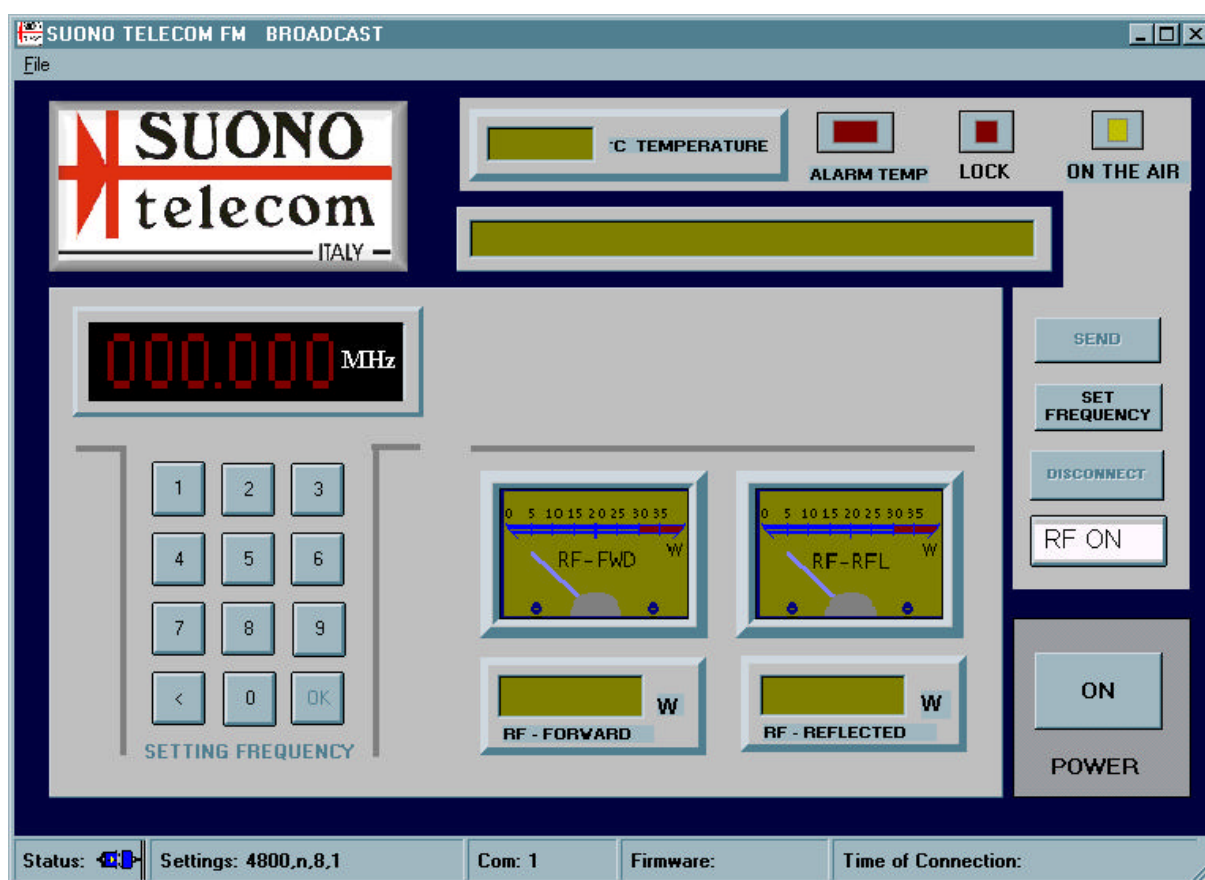 SUONO TELECOM FM BROADCAST
File
SUONO
telecom
ITALY
°C TEMPERATURE
ALARM TEMP
LOCK
ON THE AIR
000.000 MHz
SEND
SET
FREQUENCY
DISCONNECT
RF ON
1 2 3
4 5 6
7 8 9
< 0 OK
SETTING FREQUENCY
0 5 10 15 20 25 30 35
W
RF-FWD
0 5 10 15 20 25 30 35
W
RF-RFL
W
RF - FORWARD
W
RF - REFLECTED
ON
POWER
Status:
Settings: 4800,n,8,1
Com: 1
Firmware:
Time of Connection: